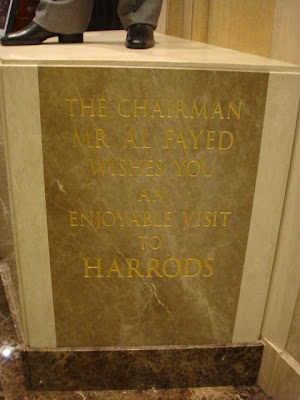 THE CHAIRMAN
MR AL FAYED
WISHES YOU
AN
ENJOYABLE VISIT
TO
HARRODS